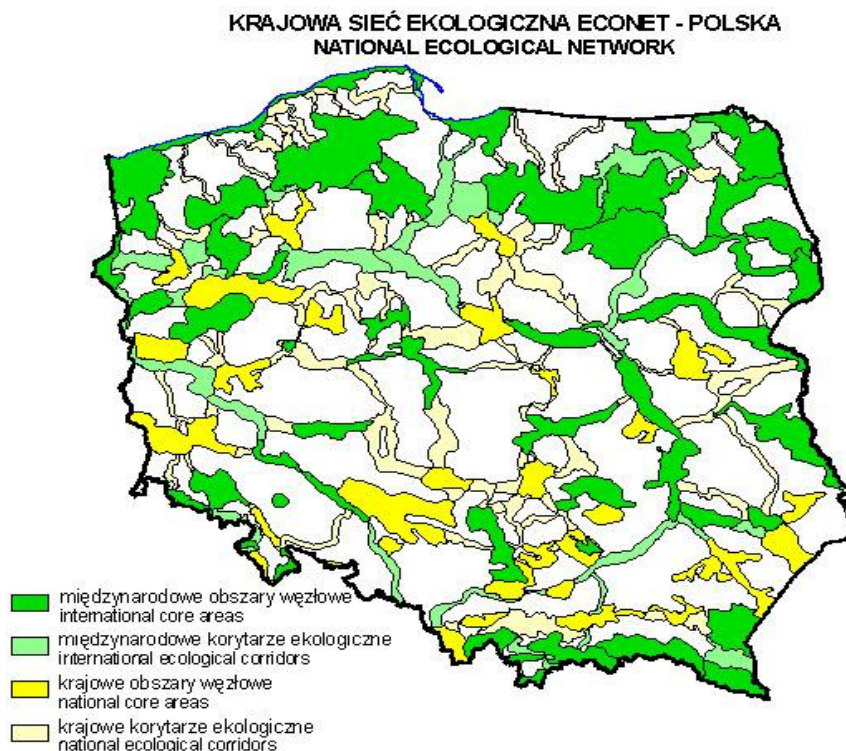 KRAJOWA SIEĆ EKOLOGICZNA ECONET - POLSKA
NATIONAL ECOLOGICAL NETWORK
międzynarodowe obszary węzłowe
international core areas
międzynarodowe korytarze ekologiczne
international ecological corridors
krajowe obszary węzłowe
national core areas
krajowe korytarze ekologiczne
national ecological corridors